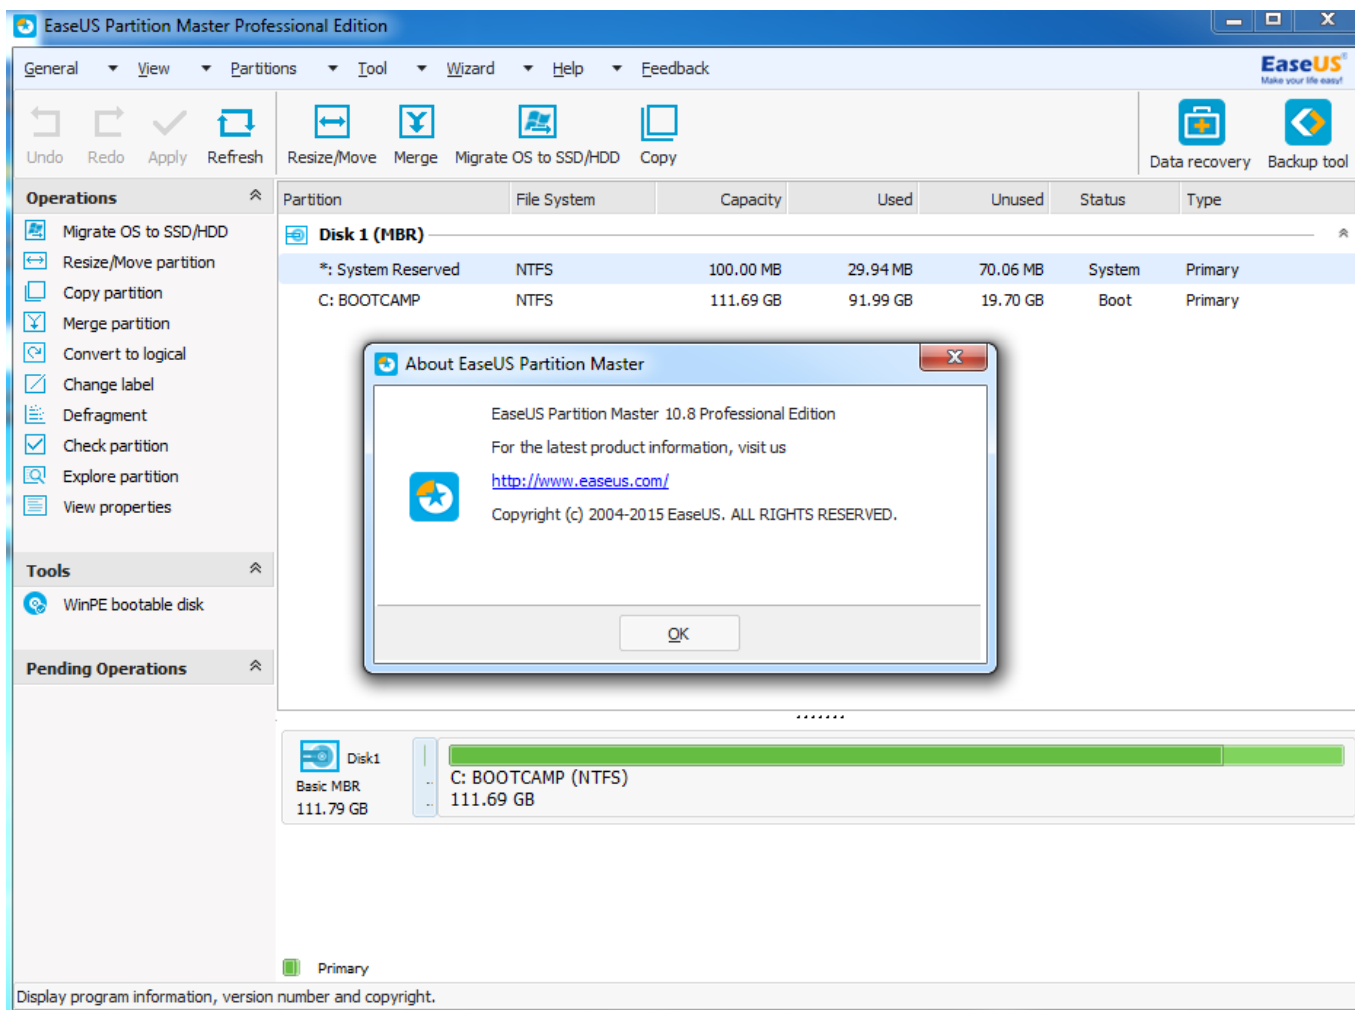 EaseUS Partition Master Professional Edition
General View Partitions Tool Wizard Help Feedback
EaseUS
Make your life easy!
Undo Redo Apply Refresh Resize/Move Merge Migrate OS to SSD/HDD Copy Data recovery Backup tool
Operations
Migrate OS to SSD/HDD
Resize/Move partition
Copy partition
Merge partition
Convert to logical
Change label
Defragment
Check partition
Explore partition
View properties
Tools
WinPE bootable disk
Pending Operations
Partition File System Capacity Used Unused Status Type
Disk 1 (MBR)
*: System Reserved NTFS 100.00 MB 29.94 MB 70.06 MB System Primary
C: BOOTCAMP NTFS 111.69 GB 91.99 GB 19.70 GB Boot Primary
About EaseUS Partition Master
EaseUS Partition Master 10.8 Professional Edition
For the latest product information, visit us
http://www.easeus.com/
Copyright (c) 2004-2015 EaseUS. ALL RIGHTS RESERVED.
OK
Disk1
Basic MBR
111.79 GB
..
..
C: BOOTCAMP (NTFS)
111.69 GB
Primary
Display program information, version number and copyright.